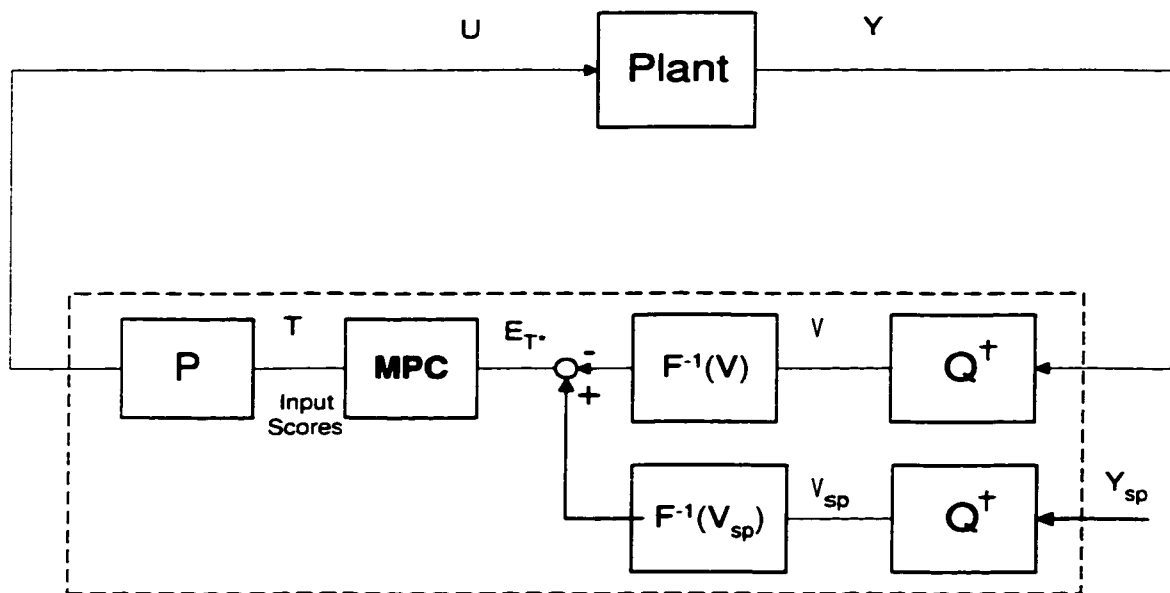 U
Plant
Y
P
T
Input
Scores
MPC
E_T*
-
+
F⁻¹(V)
V
Q†
F⁻¹(V_sp)
V_sp
Q†
Y_sp